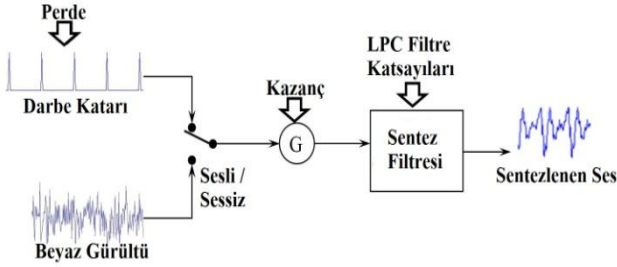 Perde
Darbe Katarı
Beyaz Gürültü
Sesli /
Sessiz
Kazanç
G
LPC Filtre
Katsayıları
Sentez
Filtresi
Sentezlenen Ses